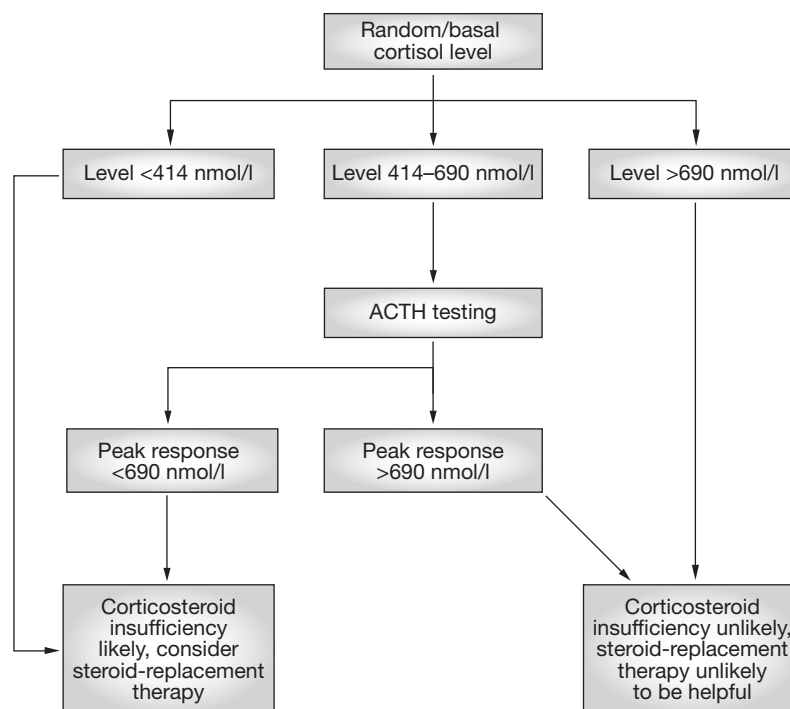 Random/basal
cortisol level
Level <414 nmol/l
Level 414–690 nmol/l
Level >690 nmol/l
ACTH testing
Peak response
<690 nmol/l
Peak response
>690 nmol/l
Corticosteroid
insufficiency
likely, consider
steroid-replacement
therapy
Corticosteroid
insufficiency unlikely,
steroid-replacement
therapy unlikely
to be helpful